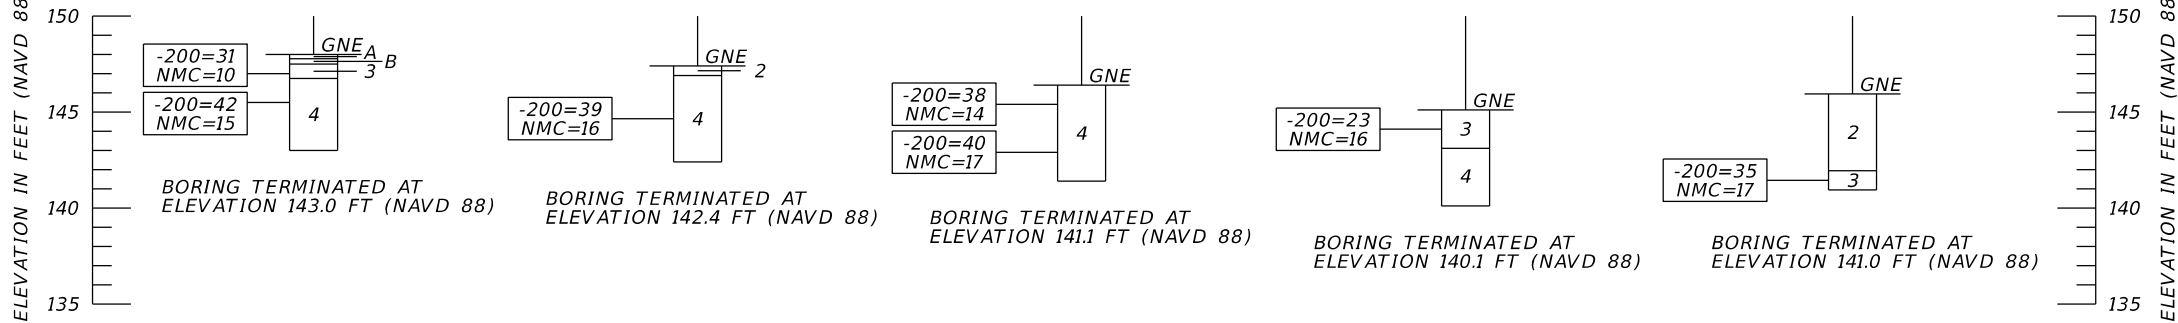 ELEVATION IN FEET (NAVD 88
150
145
140
135
GNE
A
B
3
4
-200=31
NMC=10
-200=42
NMC=15
BORING TERMINATED AT
ELEVATION 143.0 FT (NAVD 88)
GNE
2
4
-200=39
NMC=16
BORING TERMINATED AT
ELEVATION 142.4 FT (NAVD 88)
GNE
4
-200=38
NMC=14
-200=40
NMC=17
BORING TERMINATED AT
ELEVATION 141.1 FT (NAVD 88)
GNE
3
4
-200=23
NMC=16
BORING TERMINATED AT
ELEVATION 140.1 FT (NAVD 88)
GNE
2
3
-200=35
NMC=17
BORING TERMINATED AT
ELEVATION 141.0 FT (NAVD 88)
150
145
140
135
ELEVATION IN FEET (NAVD 88